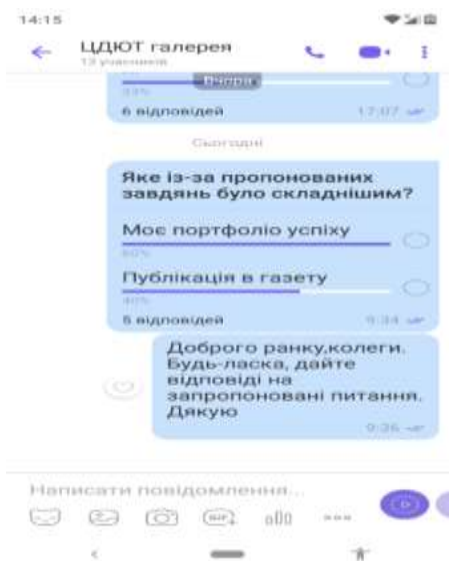 14:15
ЦДЮТ галерея
13 учасників
Вчора
33%
6 відповідей 17:07
Сьогодні
Яке із-за пропонованих
завдянь було складнішим?
Моє портфоліо успіху
60%
Публікація в газету
40%
5 відповідей 9:34
Доброго ранку,колеги.
Будь-ласка, дайте
відповіді на
запропоновані питання.
Дякую
9:36
Написати повідомлення...
GIF